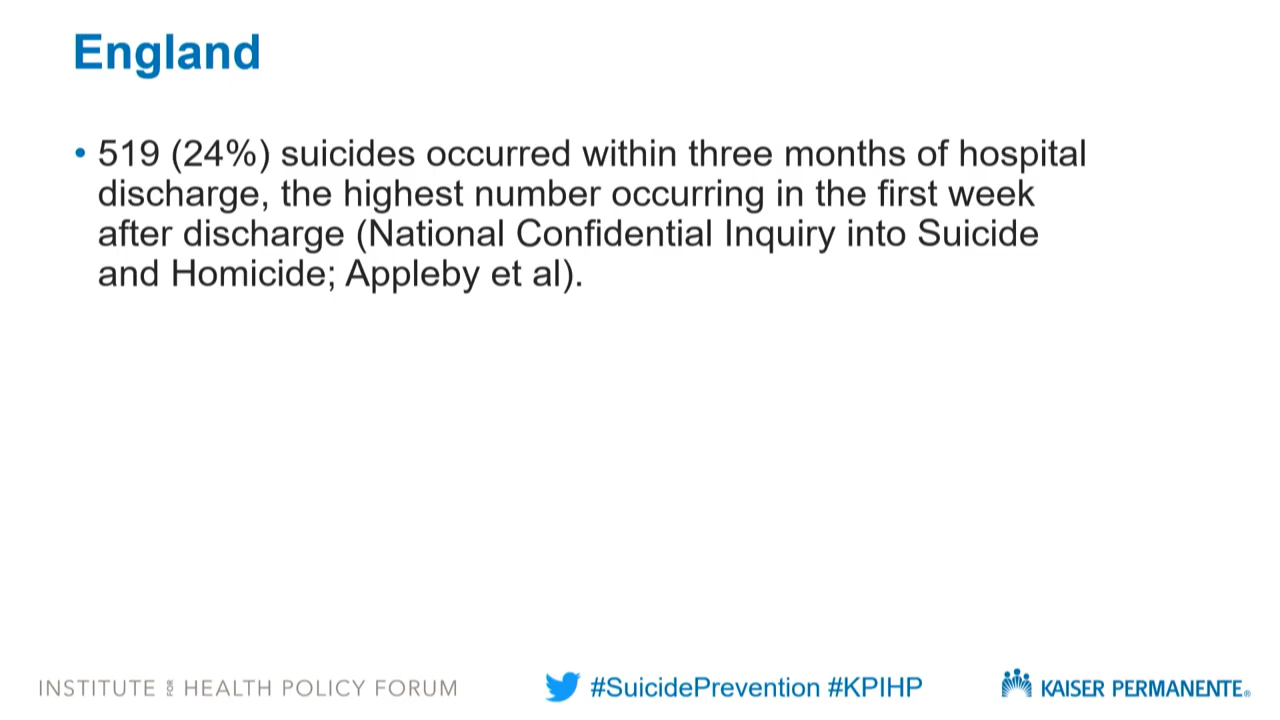 England
• 519 (24%) suicides occurred within three months of hospital
discharge, the highest number occurring in the first week
after discharge (National Confidential Inquiry into Suicide
and Homicide; Appleby et al).
INSTITUTE FOR HEALTH POLICY FORUM
#SuicidePrevention #KPIHP
KAISER PERMANENTE®